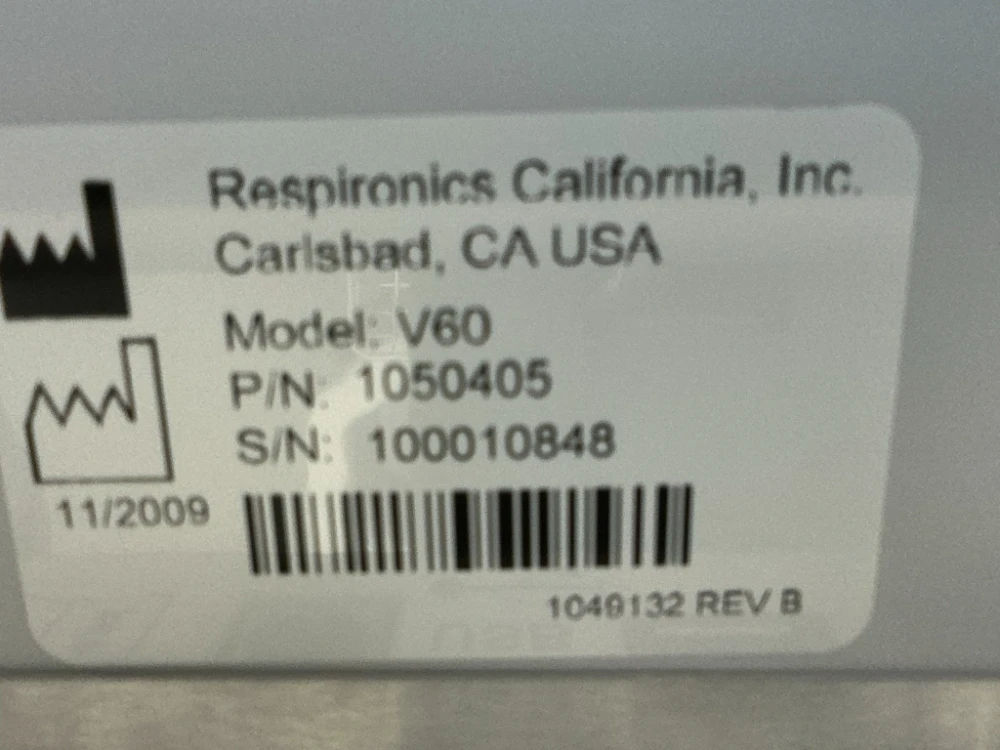 Respironics California, Inc.
Carlsbad, CA USA
Model: V60
P/N: 1050405
S/N: 100010848
11/2009
1049132 REV B